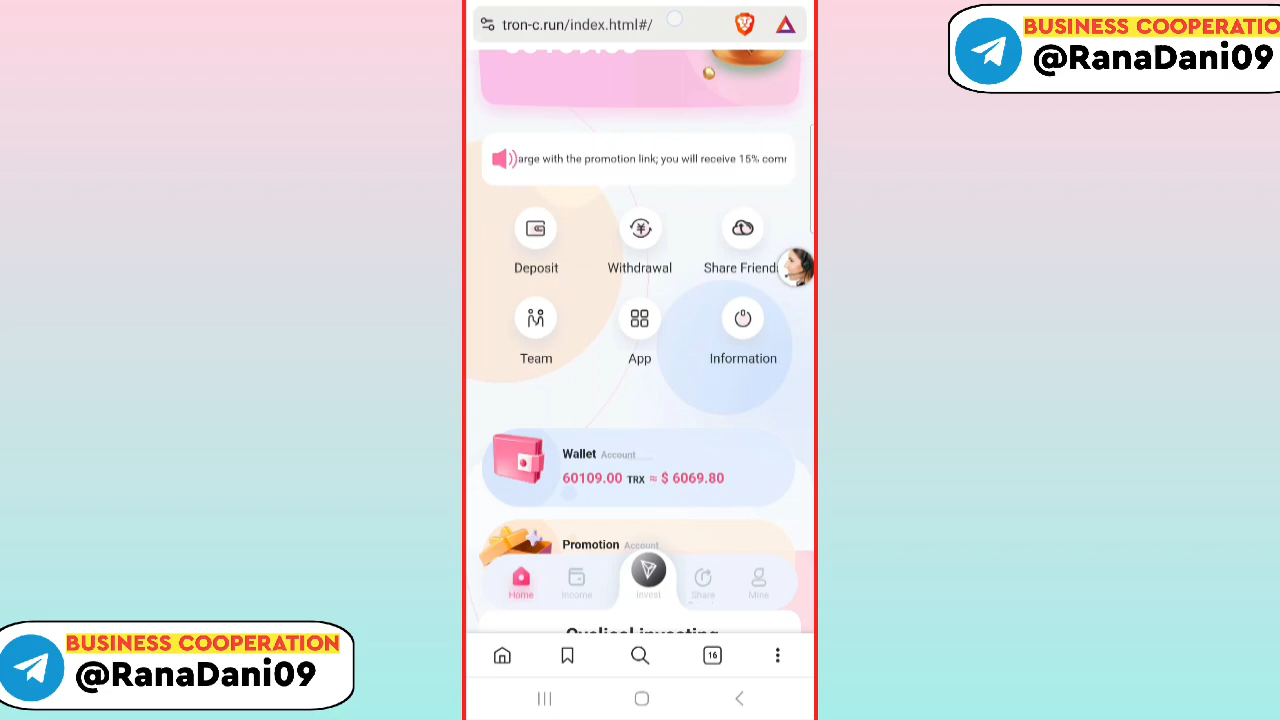 tron-c.run/index.html#/
BUSINESS COOPERATIO
@RanaDani09
arge with the promotion link; you will receive 15% comr
Deposit
Withdrawal
Share Friend
Team
App
Information
Wallet Account
60109.00 TRX ≈ $ 6069.80
Promotion Account
Home
Income
Invest
Share
Mine
16
BUSINESS COOPERATION
@RanaDani09